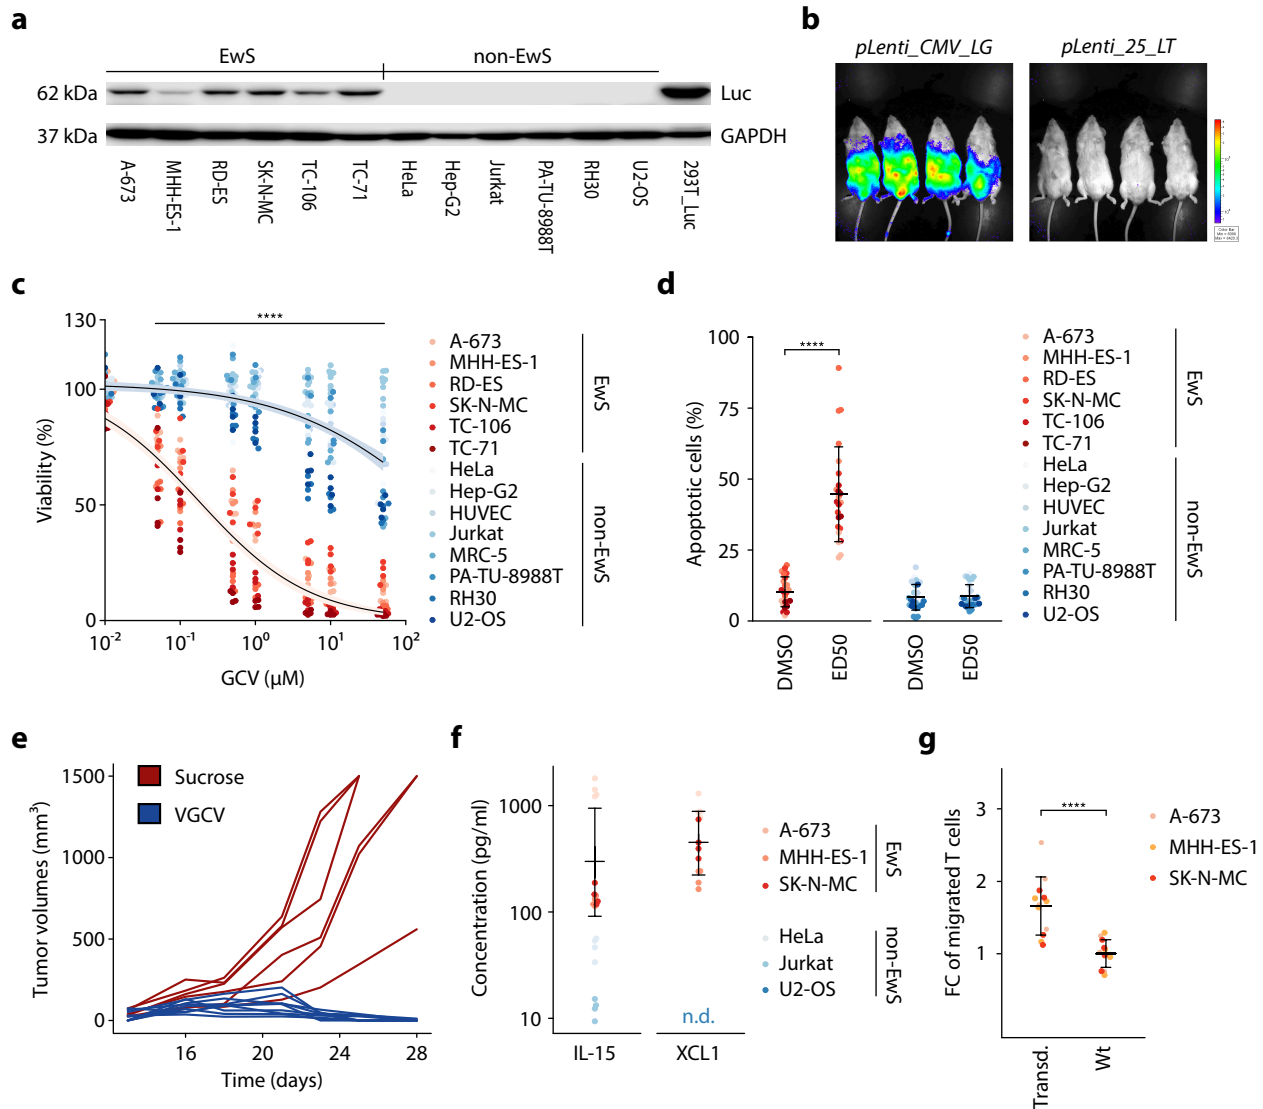 a
EwS
non-EwS
62 kDa
Luc
37 kDa
GAPDH
A-673
MHH-ES-1
RD-ES
SK-N-MC
TC-106
TC-71
HeLa
Hep-G2
Jurkat
PA-TU-8988T
RH30
U2-OS
293T_Luc
b
pLenti_CMV_LG
pLenti_25_LT
Color Bar
c
130
100
50
0
Viability (%)
****
10⁻²
10⁻¹
10⁰
10¹
10²
GCV (µM)
A-673
MHH-ES-1
RD-ES
SK-N-MC
TC-106
TC-71
HeLa
Hep-G2
HUVEC
Jurkat
MRC-5
PA-TU-8988T
RH30
U2-OS
EwS
non-EwS
d
100
75
50
25
0
Apoptotic cells (%)
****
DMSO
ED50
DMSO
ED50
A-673
MHH-ES-1
RD-ES
SK-N-MC
TC-106
TC-71
HeLa
Hep-G2
HUVEC
Jurkat
MRC-5
PA-TU-8988T
RH30
U2-OS
EwS
non-EwS
e
1500
1000
500
0
Tumor volumes (mm³)
Sucrose
VGCV
16
20
24
28
Time (days)
f
1000
100
10
Concentration (pg/ml)
n.d.
IL-15
XCL1
A-673
MHH-ES-1
SK-N-MC
EwS
HeLa
Jurkat
U2-OS
non-EwS
g
3
2
1
FC of migrated T cells
****
Transd.
Wt
A-673
MHH-ES-1
SK-N-MC